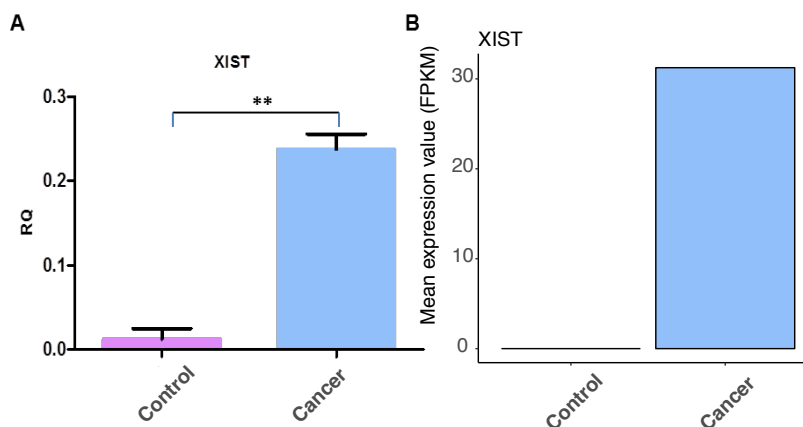 A
XIST
**
0.3
0.2
0.1
0.0
RQ
Control
Cancer
B
XIST
30
20
10
0
Mean expression value (FPKM)
Control
Cancer